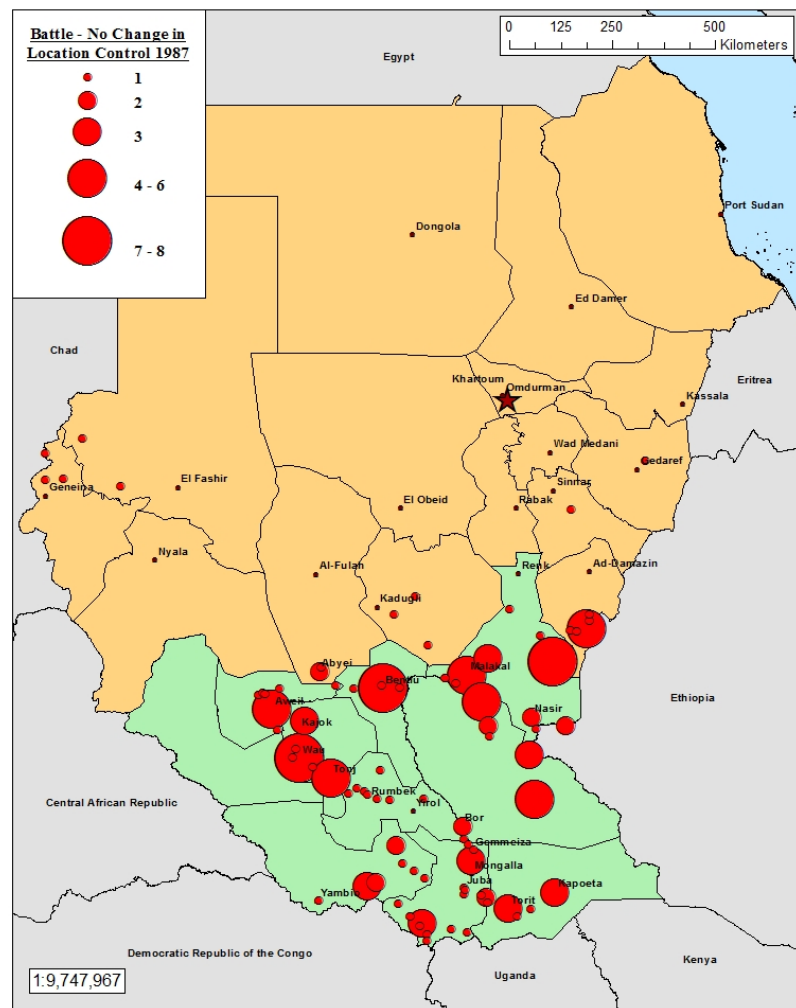 Battle - No Change in
Location Control 1987
1
2
3
4 - 6
7 - 8
0 125 250 500
Kilometers
Egypt
Port Sudan
Dongola
Ed Damer
Chad
Eritrea
Khartoum
Omdurman
Kassala
Wad Medani
Gedaref
Geneina
El Fashir
Sinnar
El Obeid
Rabak
Nyala
Al-Fulah
Renk
Ad-Damazin
Kadugli
Abyei
Malakal
Bentiu
Ethiopia
Aweil
Nasir
Kajok
Wau
Tonj
Rumbek
Central African Republic
Yirol
Bor
Gemmeiza
Mongalla
Juba
Kapoeta
Yambio
Torit
Democratic Republic of the Congo
Kenya
Uganda
1:9,747,967